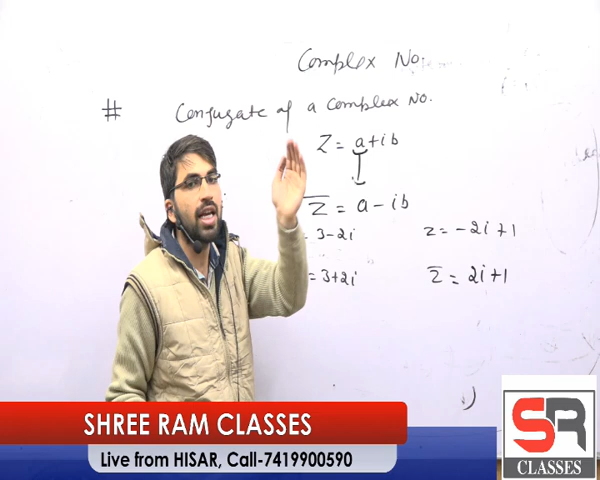 Complex No.
# Conjugate of a Complex No.
Z = a+ib
z̄ = a-ib
= 3-2i
z = -2i+1
= 3+2i
z̄ = 2i+1
SHREE RAM CLASSES
Live from HISAR, Call-7419900590
SR
CLASSES